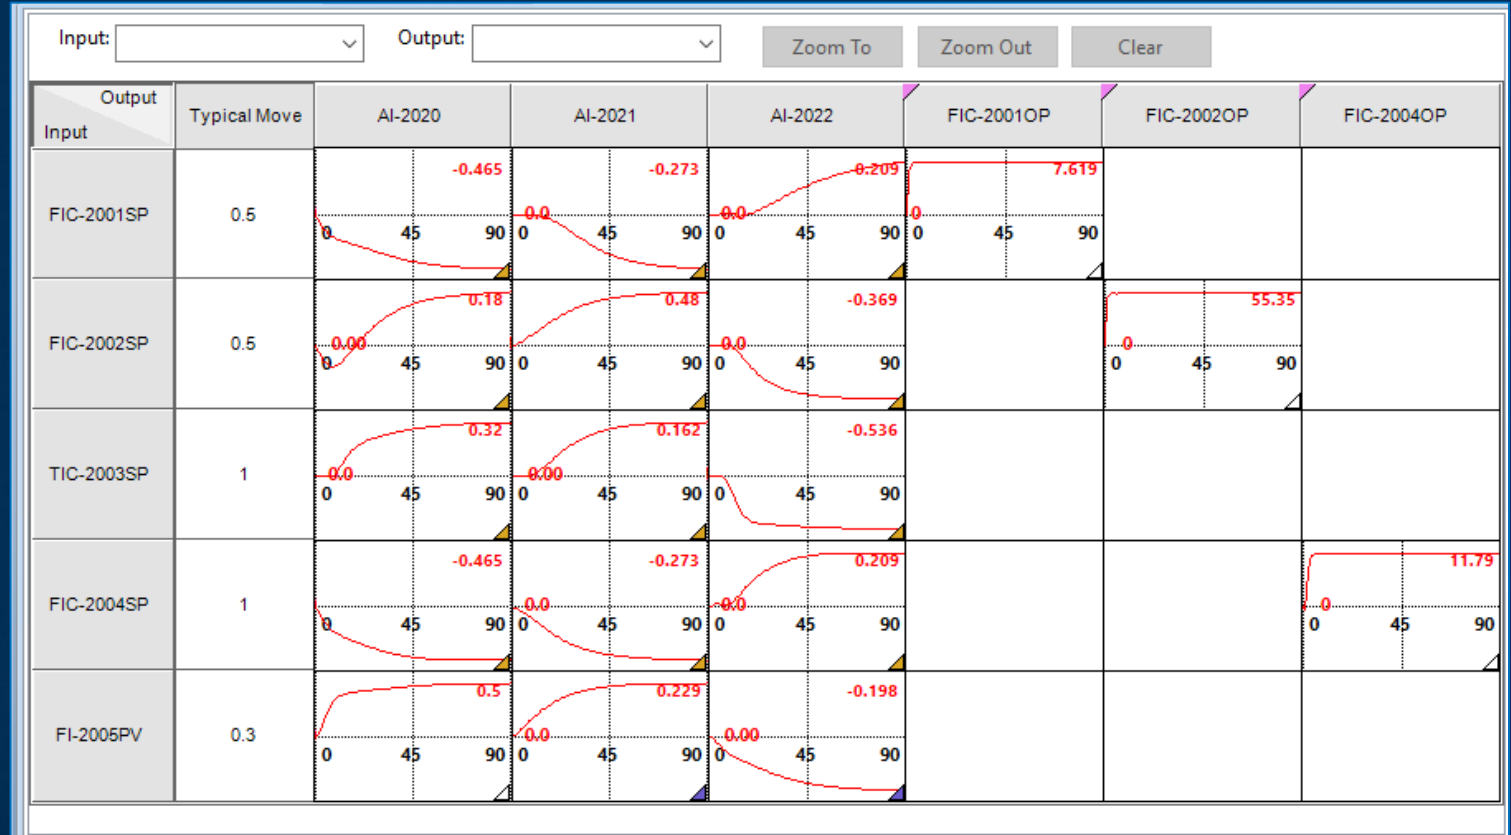 Input: Output: Zoom To Zoom Out Clear
Output
Input Typical Move AI-2020 AI-2021 AI-2022 FIC-2001OP FIC-2002OP FIC-2004OP
-0.465 -0.273 0.209 7.619
FIC-2001SP 0.5 0.0 0.0 0
0 45 90 0 45 90 0 45 90 0 45 90
0.18 0.48 -0.369 55.35
FIC-2002SP 0.5 0.00 0.0 0
0 45 90 0 45 90 0 45 90 0 45 90
0.32 0.162 -0.536
TIC-2003SP 1 0.0 0.00
0 45 90 0 45 90 0 45 90
-0.465 -0.273 0.209 11.79
FIC-2004SP 1 0.0 0.0 0
0 45 90 0 45 90 0 45 90 0 45 90
0.5 0.229 -0.198
FI-2005PV 0.3 0.0 0.00
0 45 90 0 45 90 0 45 90